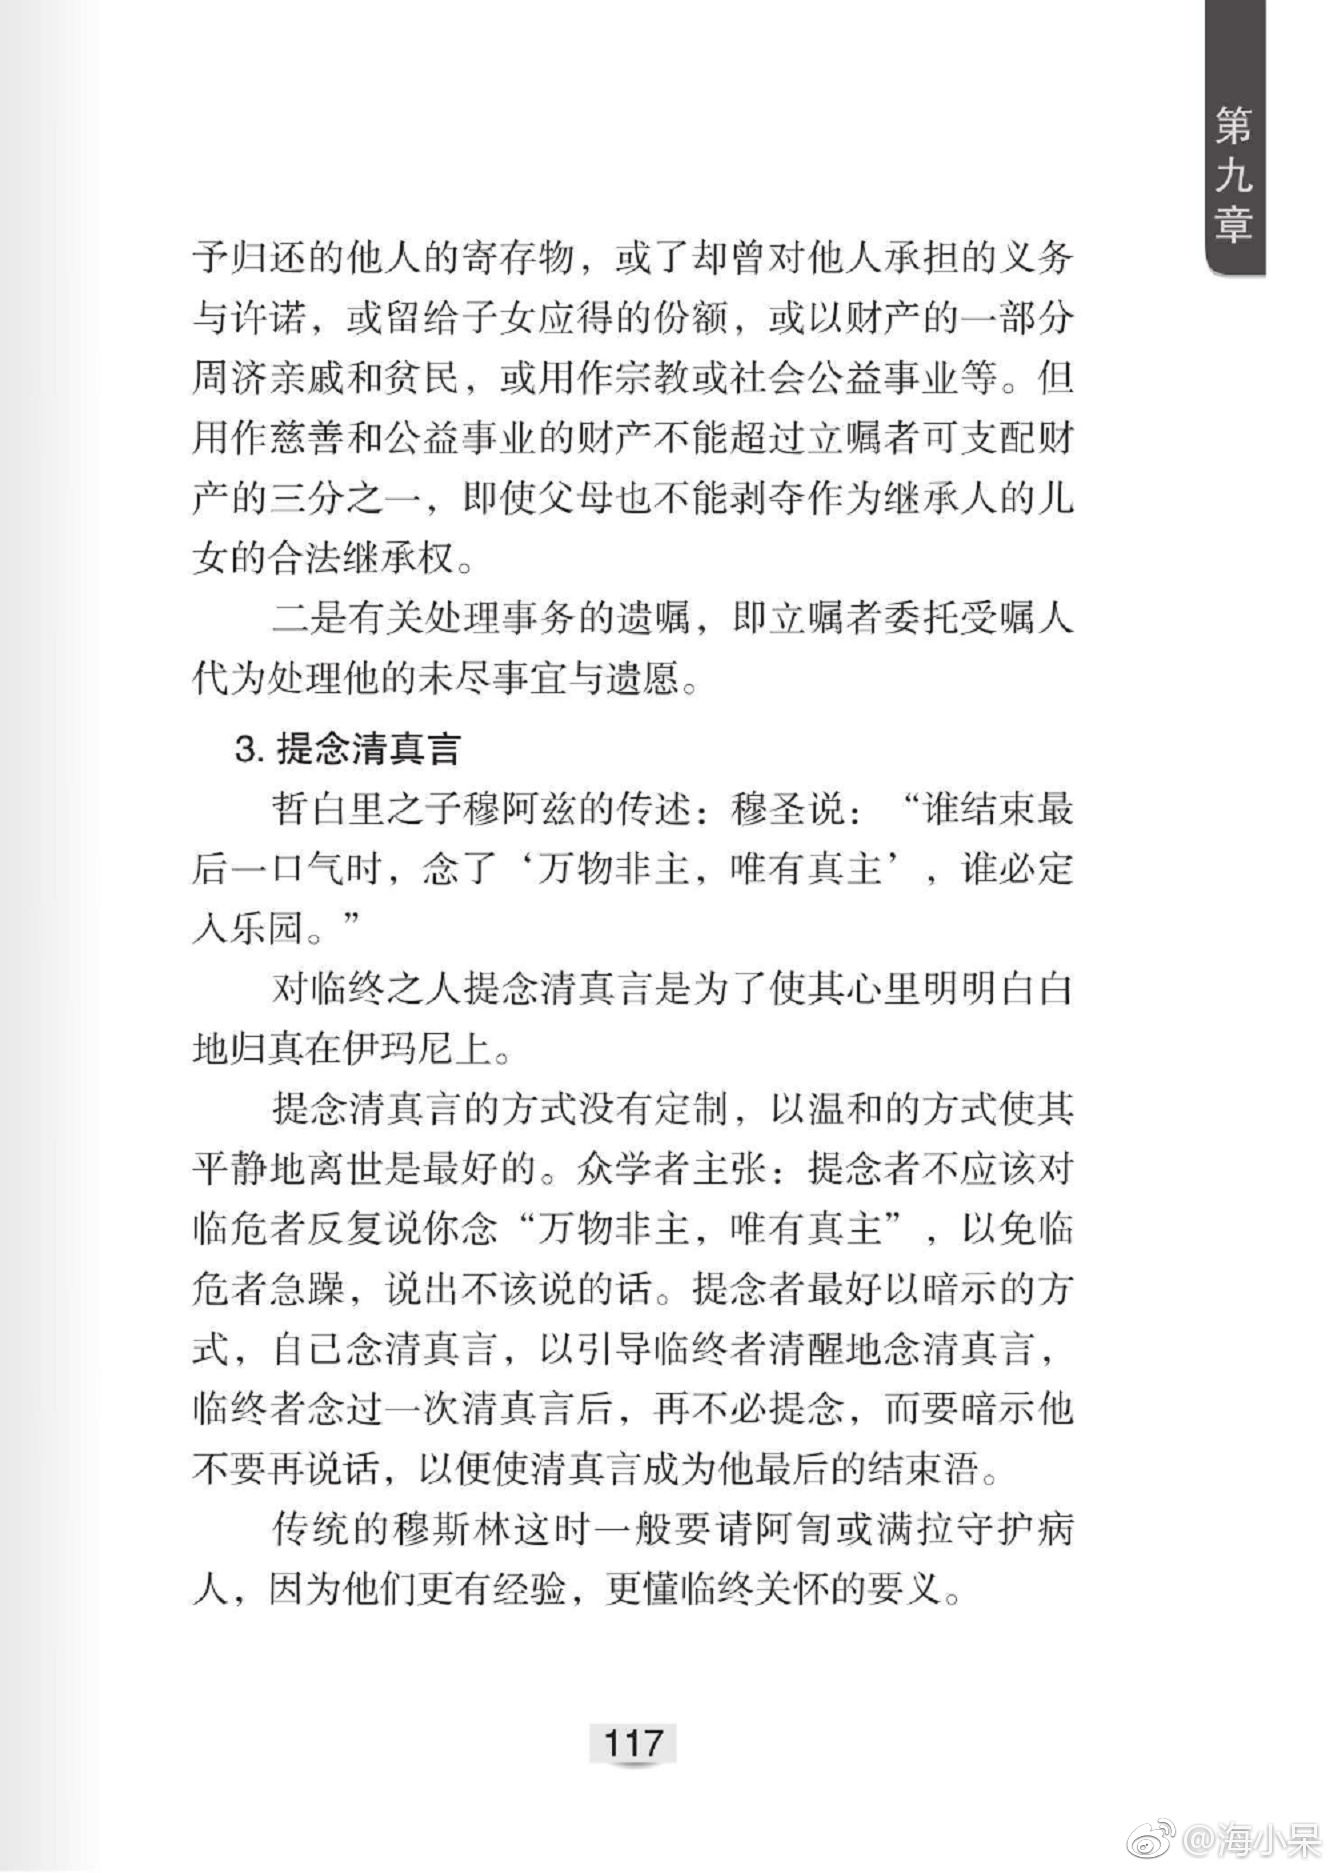 第九章
予归还的他人的寄存物，或了却曾对他人承担的义务
与许诺，或留给子女应得的份额，或以财产的一部分
周济亲戚和贫民，或用作宗教或社会公益事业等。但
用作慈善和公益事业的财产不能超过立嘱者可支配财
产的三分之一，即使父母也不能剥夺作为继承人的儿
女的合法继承权。
二是有关处理事务的遗嘱，即立嘱者委托受嘱人
代为处理他的未尽事宜与遗愿。
3. 提念清真言
哲白里之子穆阿兹的传述：穆圣说：“谁结束最
后一口气时，念了‘万物非主，唯有真主’，谁必定
入乐园。”
对临终之人提念清真言是为了使其心里明明白白
地归真在伊玛尼上。
提念清真言的方式没有定制，以温和的方式使其
平静地离世是最好的。众学者主张：提念者不应该对
临危者反复说你念“万物非主，唯有真主”，以免临
危者急躁，说出不该说的话。提念者最好以暗示的方
式，自己念清真言，以引导临终者清醒地念清真言，
临终者念过一次清真言后，再不必提念，而要暗示他
不要再说话，以便使清真言成为他最后的结束浯。
传统的穆斯林这时一般要请阿訇或满拉守护病
人，因为他们更有经验，更懂临终关怀的要义。
117
@海小呆